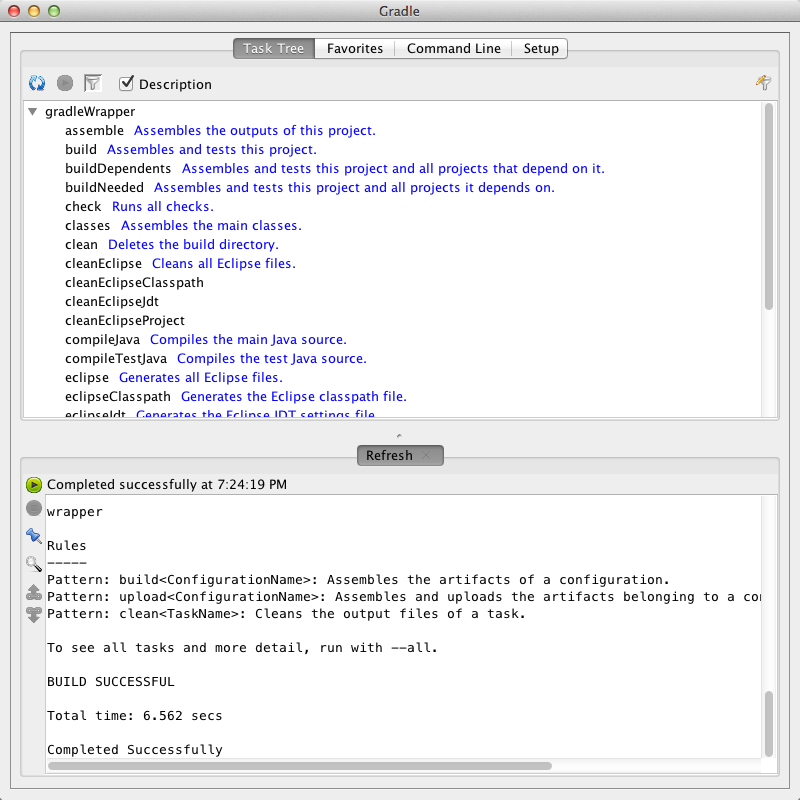 Gradle
Task Tree Favorites Command Line Setup
Description
gradleWrapper
assemble Assembles the outputs of this project.
build Assembles and tests this project.
buildDependents Assembles and tests this project and all projects that depend on it.
buildNeeded Assembles and tests this project and all projects it depends on.
check Runs all checks.
classes Assembles the main classes.
clean Deletes the build directory.
cleanEclipse Cleans all Eclipse files.
cleanEclipseClasspath
cleanEclipseJdt
cleanEclipseProject
compileJava Compiles the main Java source.
compileTestJava Compiles the test Java source.
eclipse Generates all Eclipse files.
eclipseClasspath Generates the Eclipse classpath file.
eclipseJdt Generates the Eclipse JDT settings file.
Refresh
Completed successfully at 7:24:19 PM
wrapper
Rules
-----
Pattern: build<ConfigurationName>: Assembles the artifacts of a configuration.
Pattern: upload<ConfigurationName>: Assembles and uploads the artifacts belonging to a
Pattern: clean<TaskName>: Cleans the output files of a task.
To see all tasks and more detail, run with --all.
BUILD SUCCESSFUL
Total time: 6.562 secs
Completed Successfully